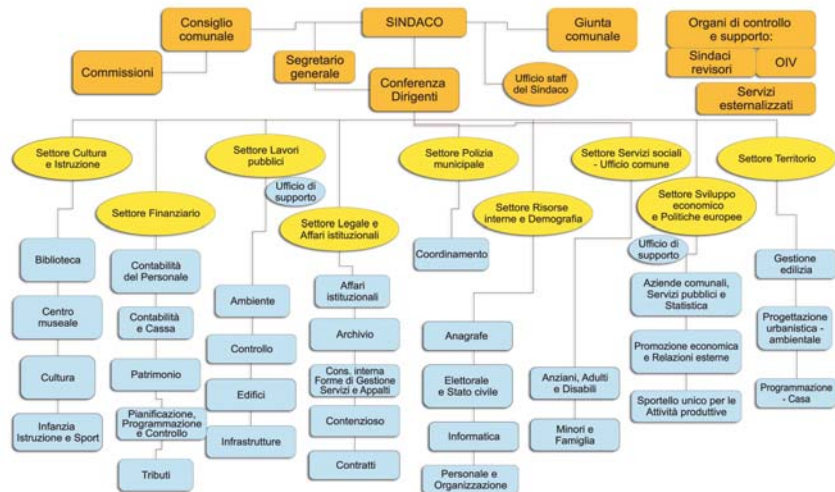 Consiglio
comunale
SINDACO
Giunta
comunale
Organi di controllo
e supporto:
Commissioni
Segretario
generale
Conferenza
Dirigenti
Ufficio staff
del Sindaco
Sindaci
revisori
OIV
Servizi
esternalizzati
Settore Cultura
e Istruzione
Settore Finanziario
Settore Lavori
pubblici
Ufficio di
supporto
Settore Legale e
Affari istituzionali
Settore Polizia
municipale
Settore Risorse
interne e Demografia
Settore Servizi sociali
- Ufficio comune
Settore Sviluppo
economico
e Politiche europee
Ufficio di
supporto
Settore Territorio
Biblioteca
Centro
museale
Cultura
Infanzia
Istruzione e Sport
Contabilità
del Personale
Contabilità
e Cassa
Patrimonio
Pianificazione,
Programmazione
e Controllo
Tributi
Ambiente
Controllo
Edifici
Infrastrutture
Affari
istituzionali
Archivio
Cons. interna
Forme di Gestione
Servizi e Appalti
Contenzioso
Contratti
Coordinamento
Anagrafe
Elettorale
e Stato civile
Informatica
Personale e
Organizzazione
Anziani, Adulti
e Disabili
Minori e
Famiglia
Aziende comunali,
Servizi pubblici e
Statistica
Promozione economica
e Relazioni esterne
Sportello unico per le
Attività produttive
Gestione
edilizia
Progettazione
urbanistica -
ambientale
Programmazione
- Casa